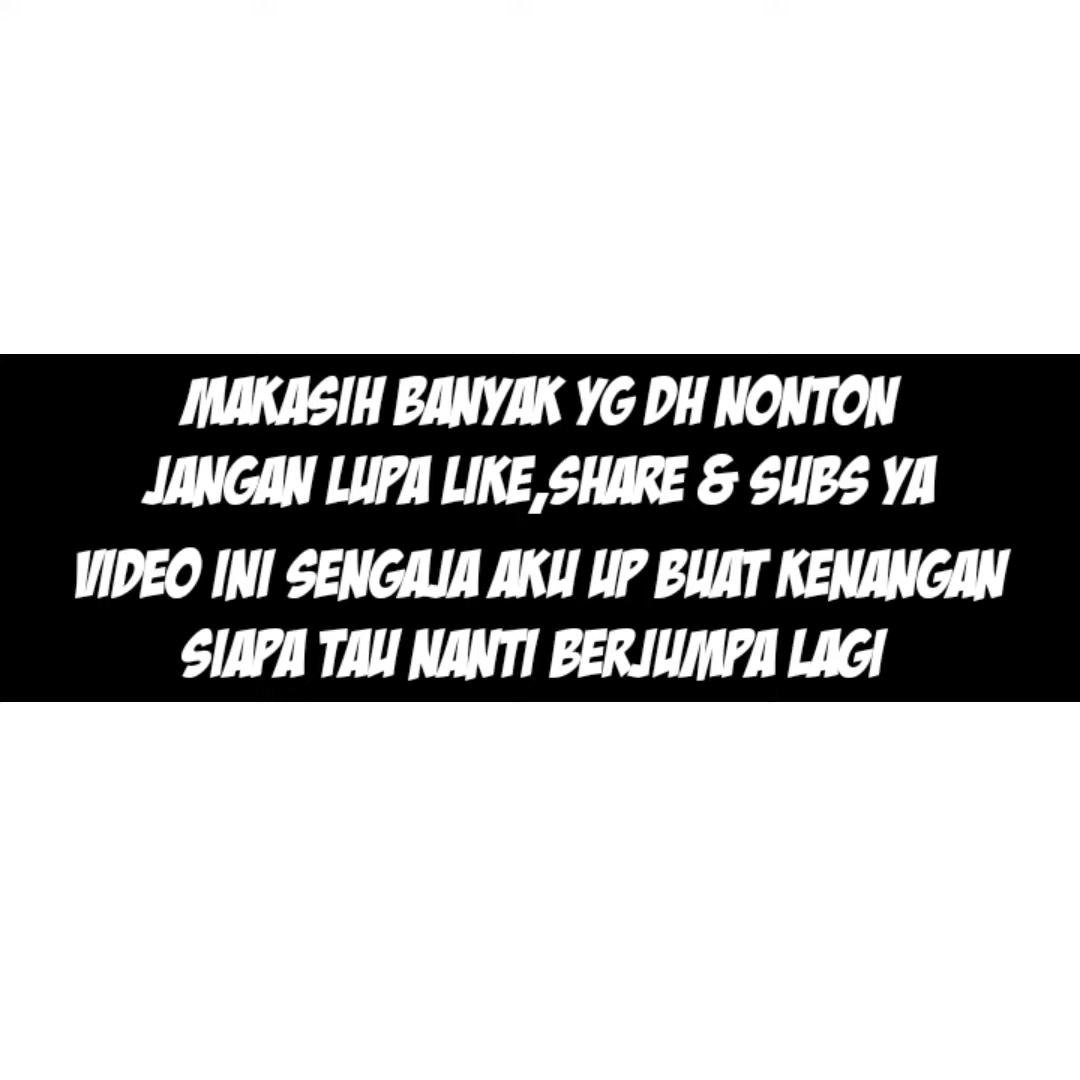 MAKASIH BANYAK YG DH NONTON
JANGAN LUPA LIKE,SHARE & SUBS YA
VIDEO INI SENGAJA AKU UP BUAT KENANGAN
SIAPA TAU NANTI BERJUMPA LAGI